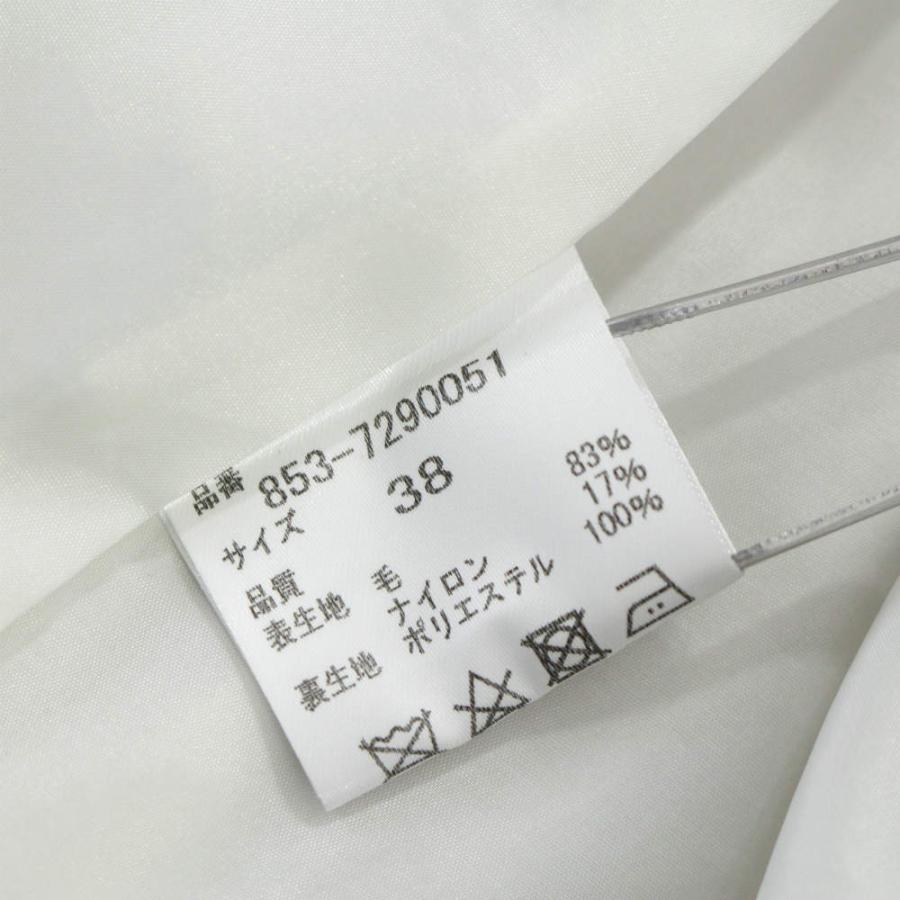 品番 853-7290051
サイズ 38
品質
表生地 毛 83%
ナイロン 17%
裏生地 ポリエステル 100%